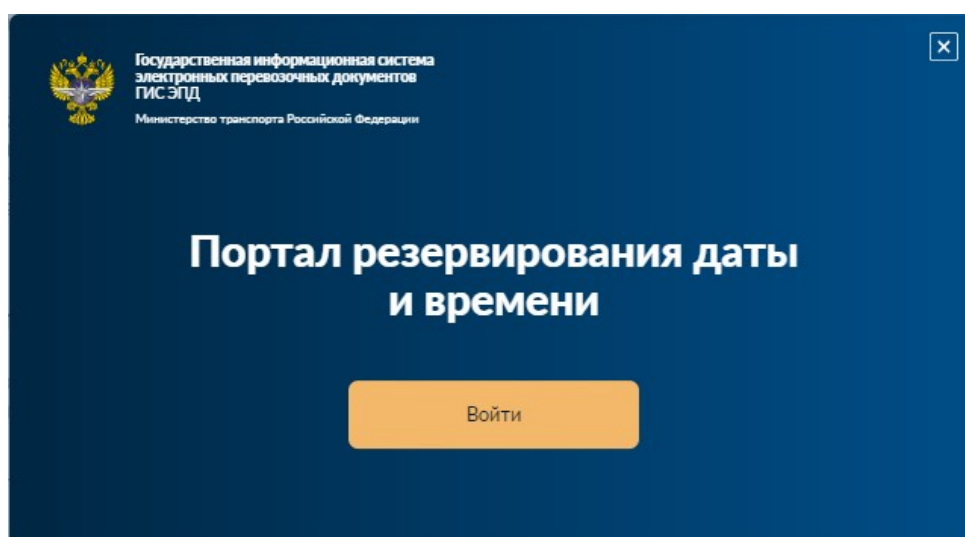 Государственная информационная система
электронных перевозочных документов
ГИС ЭПД
Министерство транспорта Российской Федерации
Портал резервирования даты
и времени
Войти